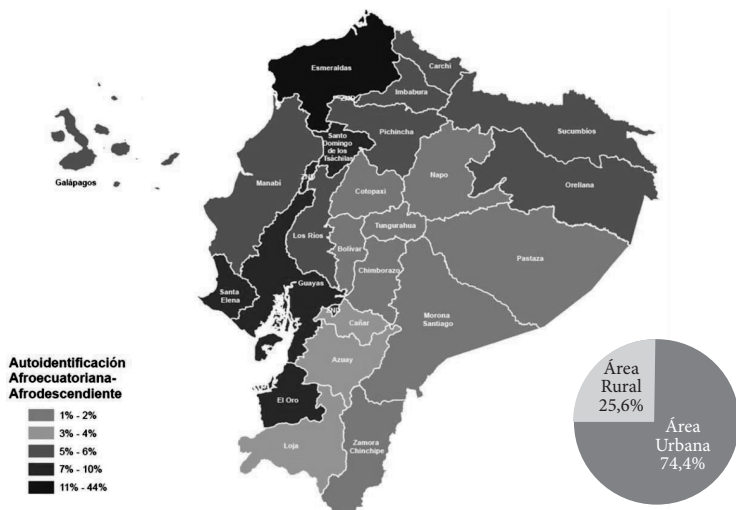 Esmeraldas
Carchi
Imbabura
Sucumbíos
Santo
Domingo
de los
Tsáchilas
Pichincha
Galápagos
Manabí
Napo
Orellana
Cotopaxi
Los Ríos
Tungurahua
Bolívar
Pastaza
Chimborazo
Santa
Elena
Guayas
Morona
Santiago
Cañar
Azuay
El Oro
Loja
Zamora
Chinchipe
Autoidentificación
Afroecuatoriana-
Afrodescendiente
1% - 2%
3% - 4%
5% - 6%
7% - 10%
11% - 44%
Área
Rural
25,6%
Área
Urbana
74,4%